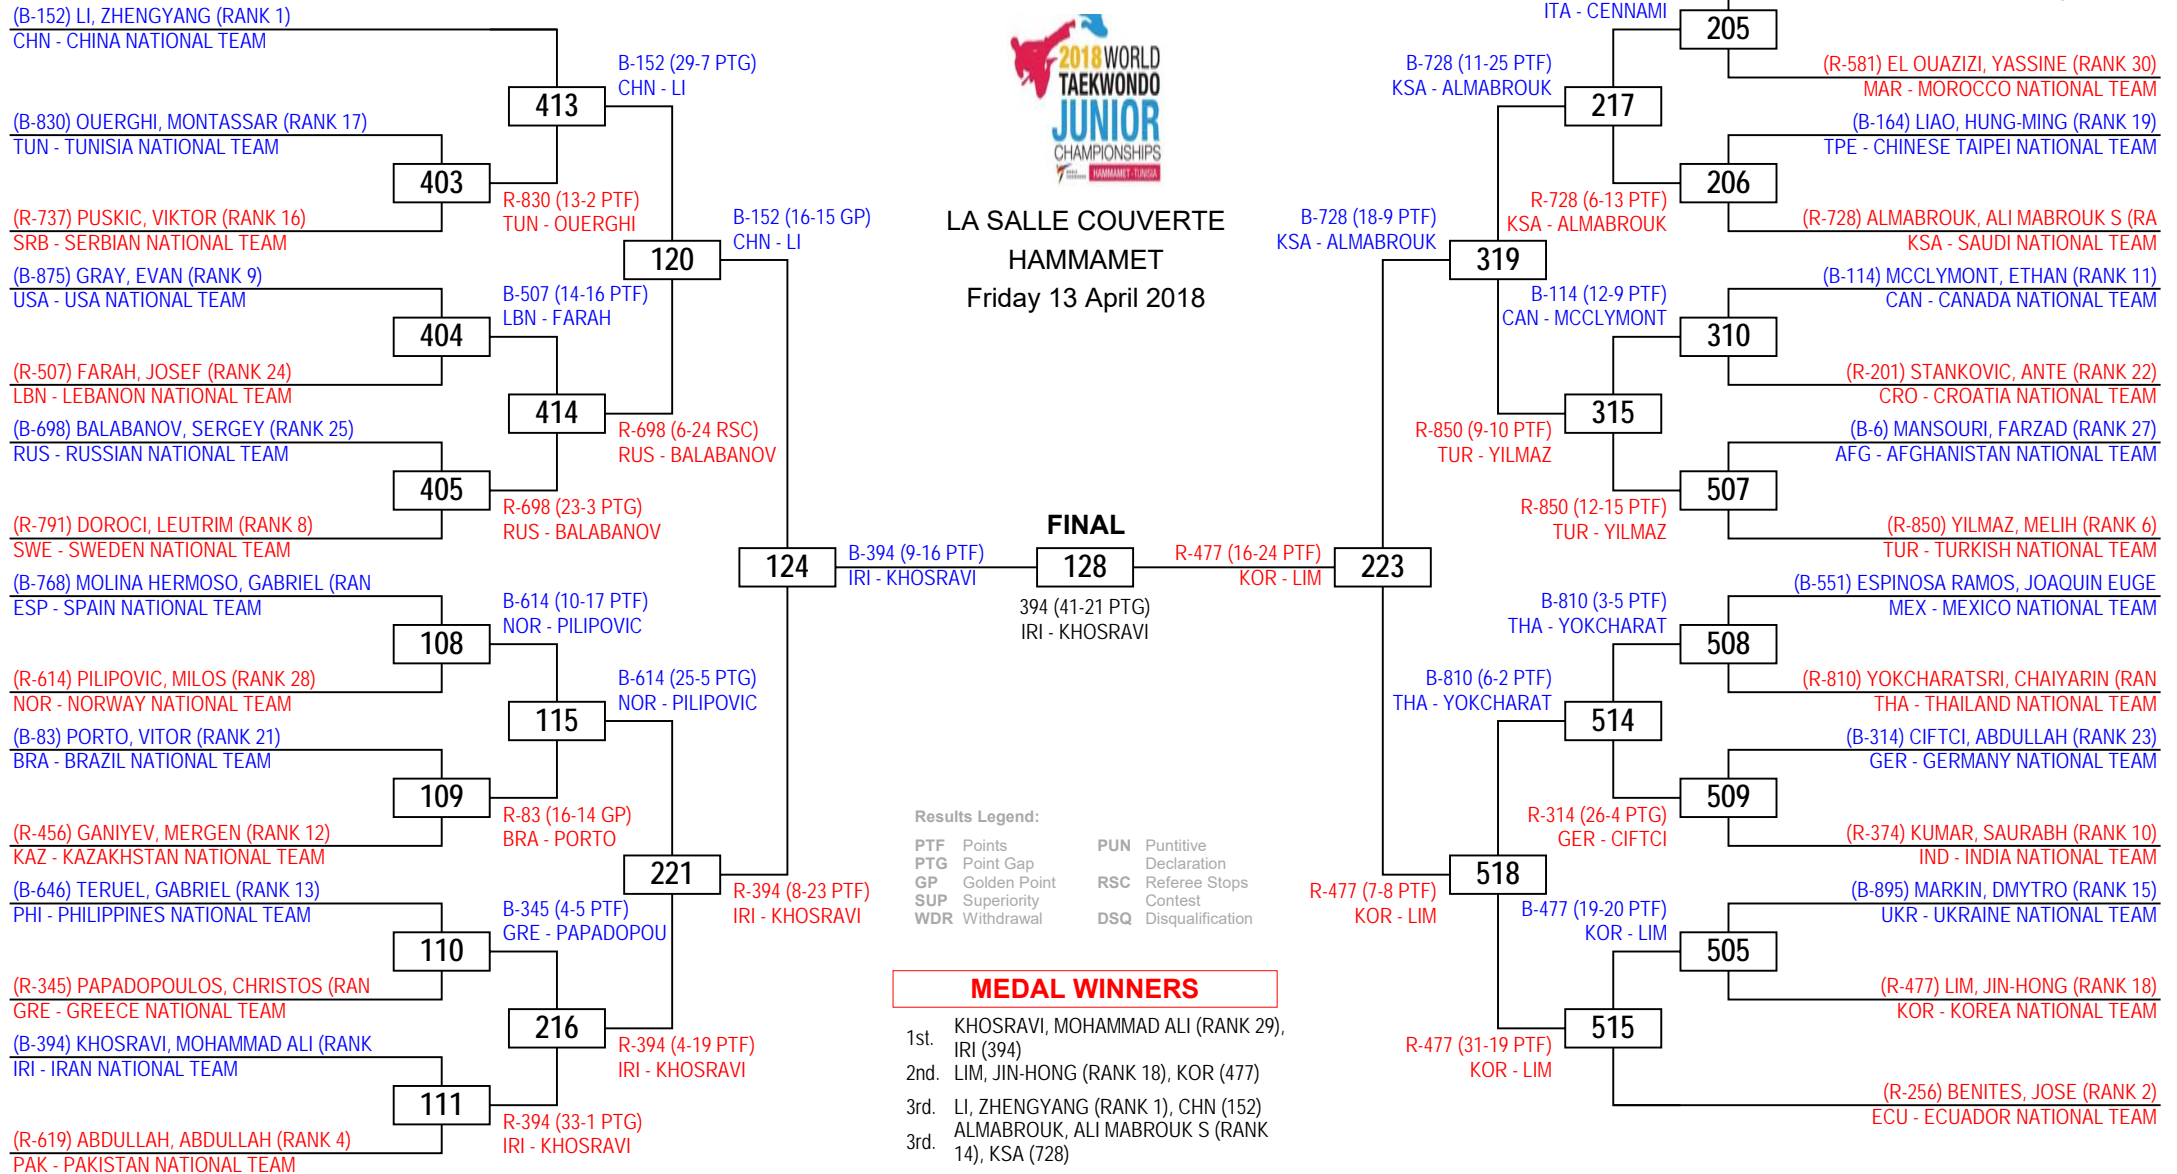 (B-152) LI, ZHENGYANG (RANK 1)
CHN - CHINA NATIONAL TEAM
(B-830) OUERGHI, MONTASSAR (RANK 17)
TUN - TUNISIA NATIONAL TEAM
(R-737) PUSKIC, VIKTOR (RANK 16)
SRB - SERBIAN NATIONAL TEAM
(B-875) GRAY, EVAN (RANK 9)
USA - USA NATIONAL TEAM
(R-507) FARAH, JOSEF (RANK 24)
LBN - LEBANON NATIONAL TEAM
(B-698) BALABANOV, SERGEY (RANK 25)
RUS - RUSSIAN NATIONAL TEAM
(R-791) DOROCI, LEUTRIM (RANK 8)
SWE - SWEDEN NATIONAL TEAM
(B-768) MOLINA HERMOSO, GABRIEL (RAN
ESP - SPAIN NATIONAL TEAM
(R-614) PILIPOVIC, MILOS (RANK 28)
NOR - NORWAY NATIONAL TEAM
(B-83) PORTO, VITOR (RANK 21)
BRA - BRAZIL NATIONAL TEAM
(R-456) GANIYEV, MERGEN (RANK 12)
KAZ - KAZAKHSTAN NATIONAL TEAM
(B-646) TERUEL, GABRIEL (RANK 13)
PHI - PHILIPPINES NATIONAL TEAM
(R-345) PAPADOPOULOS, CHRISTOS (RAN
GRE - GREECE NATIONAL TEAM
(B-394) KHOSRAVI, MOHAMMAD ALI (RANK
IRI - IRAN NATIONAL TEAM
(R-619) ABDULLAH, ABDULLAH (RANK 4)
PAK - PAKISTAN NATIONAL TEAM
403
404
405
108
109
110
111
R-830 (13-2 PTF)
TUN - OUERGHI
B-507 (14-16 PTF)
LBN - FARAH
R-698 (23-3 PTG)
RUS - BALABANOV
B-614 (10-17 PTF)
NOR - PILIPOVIC
R-83 (16-14 GP)
BRA - PORTO
B-345 (4-5 PTF)
GRE - PAPADOPOU
R-394 (33-1 PTG)
IRI - KHOSRAVI
413
414
115
216
B-152 (29-7 PTG)
CHN - LI
R-698 (6-24 RSC)
RUS - BALABANOV
B-614 (25-5 PTG)
NOR - PILIPOVIC
R-394 (4-19 PTF)
IRI - KHOSRAVI
120
221
B-152 (16-15 GP)
CHN - LI
R-394 (8-23 PTF)
IRI - KHOSRAVI
124
B-394 (9-16 PTF)
IRI - KHOSRAVI
2018 WORLD
TAEKWONDO
JUNIOR
CHAMPIONSHIPS
HAMMAMET - TUNISIA
LA SALLE COUVERTE
HAMMAMET
Friday 13 April 2018
FINAL
128
394 (41-21 PTG)
IRI - KHOSRAVI
Results Legend:
PTF Points
PTG Point Gap
GP Golden Point
SUP Superiority
WDR Withdrawal
PUN Puntitive
Declaration
RSC Referee Stops
Contest
DSQ Disqualification
MEDAL WINNERS
1st. KHOSRAVI, MOHAMMAD ALI (RANK 29),
IRI (394)
2nd. LIM, JIN-HONG (RANK 18), KOR (477)
3rd. LI, ZHENGYANG (RANK 1), CHN (152)
3rd. ALMABROUK, ALI MABROUK S (RANK
14), KSA (728)
R-477 (16-24 PTF)
KOR - LIM
223
B-728 (18-9 PTF)
KSA - ALMABROUK
R-477 (7-8 PTF)
KOR - LIM
319
518
B-728 (11-25 PTF)
KSA - ALMABROUK
R-850 (9-10 PTF)
TUR - YILMAZ
B-810 (6-2 PTF)
THA - YOKCHARAT
R-477 (31-19 PTF)
KOR - LIM
217
315
514
515
ITA - CENNAMI
R-728 (6-13 PTF)
KSA - ALMABROUK
B-114 (12-9 PTF)
CAN - MCCLYMONT
R-850 (12-15 PTF)
TUR - YILMAZ
B-810 (3-5 PTF)
THA - YOKCHARAT
R-314 (26-4 PTG)
GER - CIFTCI
B-477 (19-20 PTF)
KOR - LIM
205
206
310
507
508
509
505
(R-581) EL OUAZIZI, YASSINE (RANK 30)
MAR - MOROCCO NATIONAL TEAM
(B-164) LIAO, HUNG-MING (RANK 19)
TPE - CHINESE TAIPEI NATIONAL TEAM
(R-728) ALMABROUK, ALI MABROUK S (RA
KSA - SAUDI NATIONAL TEAM
(B-114) MCCLYMONT, ETHAN (RANK 11)
CAN - CANADA NATIONAL TEAM
(R-201) STANKOVIC, ANTE (RANK 22)
CRO - CROATIA NATIONAL TEAM
(B-6) MANSOURI, FARZAD (RANK 27)
AFG - AFGHANISTAN NATIONAL TEAM
(R-850) YILMAZ, MELIH (RANK 6)
TUR - TURKISH NATIONAL TEAM
(B-551) ESPINOSA RAMOS, JOAQUIN EUGE
MEX - MEXICO NATIONAL TEAM
(R-810) YOKCHARATSRI, CHAIYARIN (RAN
THA - THAILAND NATIONAL TEAM
(B-314) CIFTCI, ABDULLAH (RANK 23)
GER - GERMANY NATIONAL TEAM
(R-374) KUMAR, SAURABH (RANK 10)
IND - INDIA NATIONAL TEAM
(B-895) MARKIN, DMYTRO (RANK 15)
UKR - UKRAINE NATIONAL TEAM
(R-477) LIM, JIN-HONG (RANK 18)
KOR - KOREA NATIONAL TEAM
(R-256) BENITES, JOSE (RANK 2)
ECU - ECUADOR NATIONAL TEAM